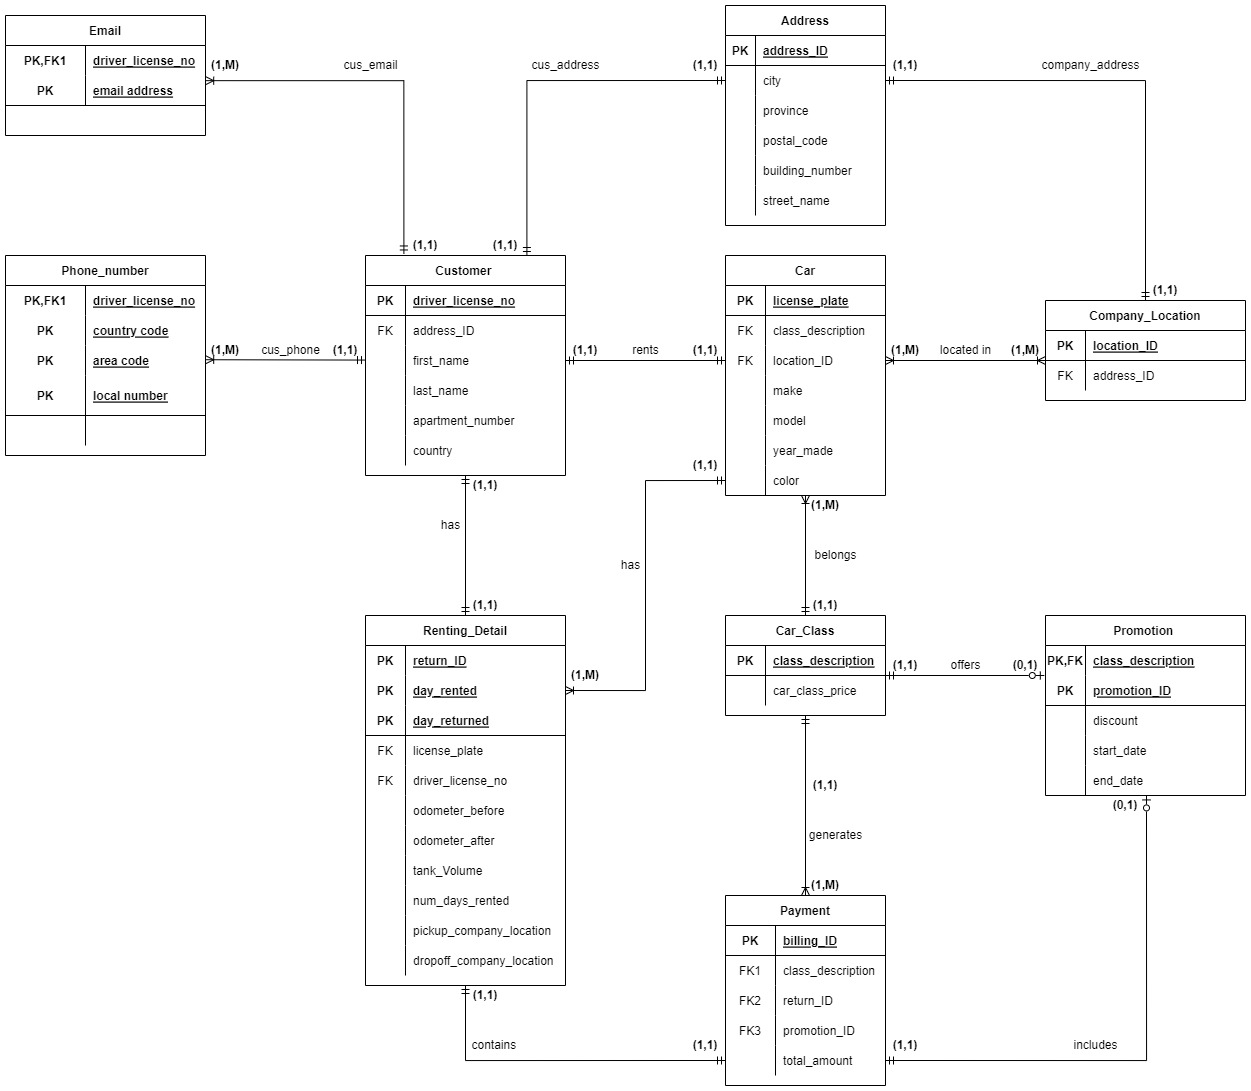 Email
PK,FK1 driver_license_no
PK email address
(1,M)
cus_email
cus_address
(1,1)
Address
PK address_ID
city
province
postal_code
building_number
street_name
(1,1)
company_address
(1,1)
(1,1)
(1,1)
Phone_number
PK,FK1 driver_license_no
PK country code
PK area code
PK local number
(1,M)
cus_phone
(1,1)
Customer
PK driver_license_no
FK address_ID
first_name
last_name
apartment_number
country
(1,1)
rents
(1,1)
Car
PK license_plate
FK class_description
FK location_ID
make
model
year_made
color
(1,M)
located in
(1,M)
Company_Location
PK location_ID
FK address_ID
(1,1)
(1,1)
has
(1,M)
belongs
has
(1,1)
(1,1)
Renting_Detail
PK return_ID
PK day_rented
PK day_returned
FK license_plate
FK driver_license_no
odometer_before
odometer_after
tank_Volume
num_days_rented
pickup_company_location
dropoff_company_location
(1,M)
Car_Class
PK class_description
car_class_price
(1,1)
offers
(0,1)
Promotion
PK,FK class_description
PK promotion_ID
discount
start_date
end_date
(1,1)
(0,1)
generates
(1,M)
Payment
PK billing_ID
FK1 class_description
FK2 return_ID
FK3 promotion_ID
total_amount
(1,1)
contains
(1,1)
(1,1)
includes